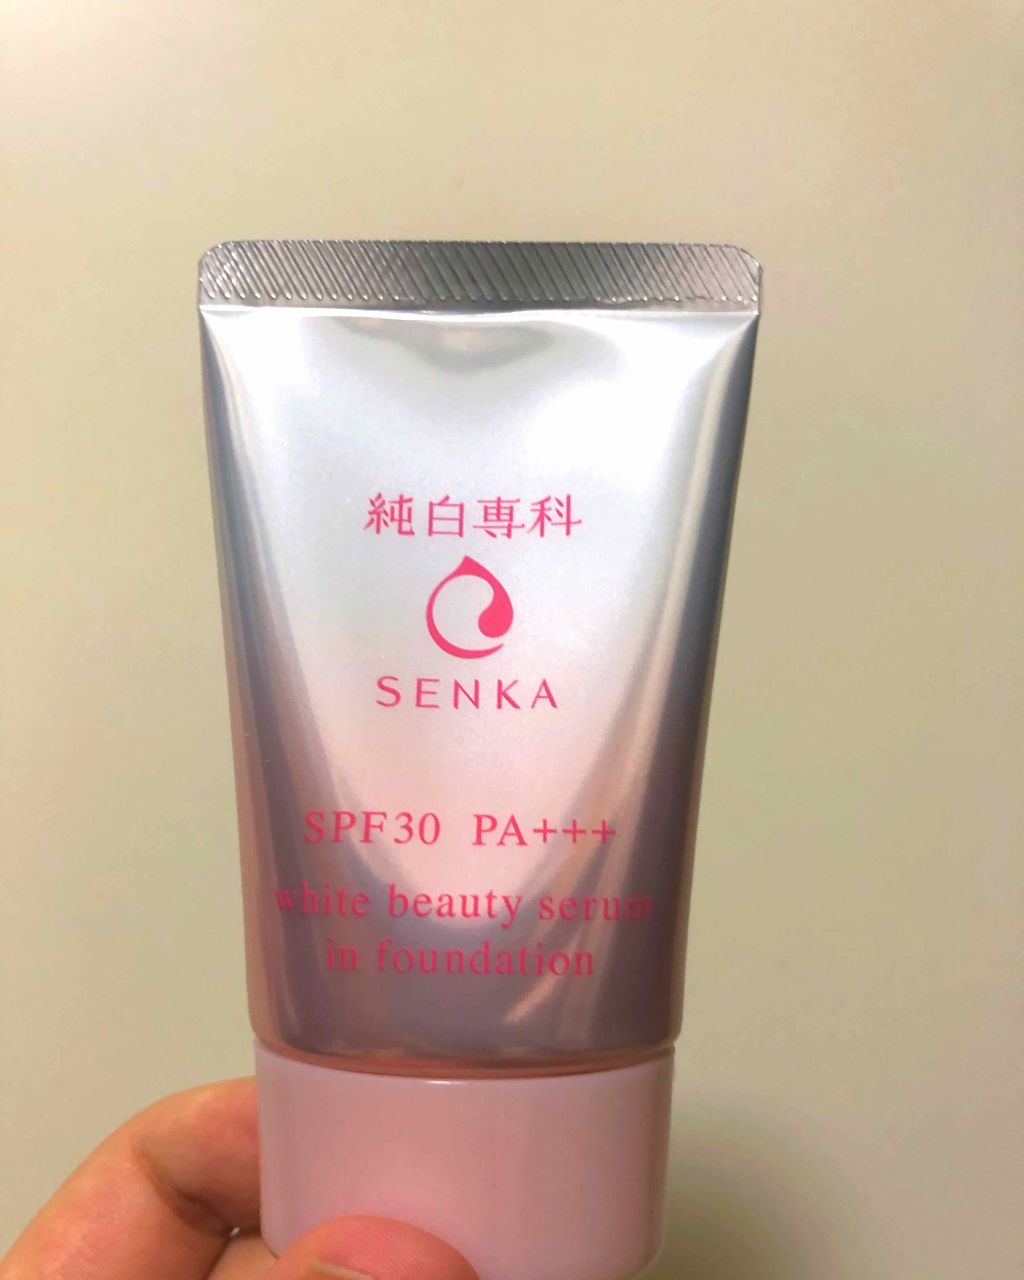 純白専科
SENKA
SPF30 PA+++
white beauty serum
in foundation